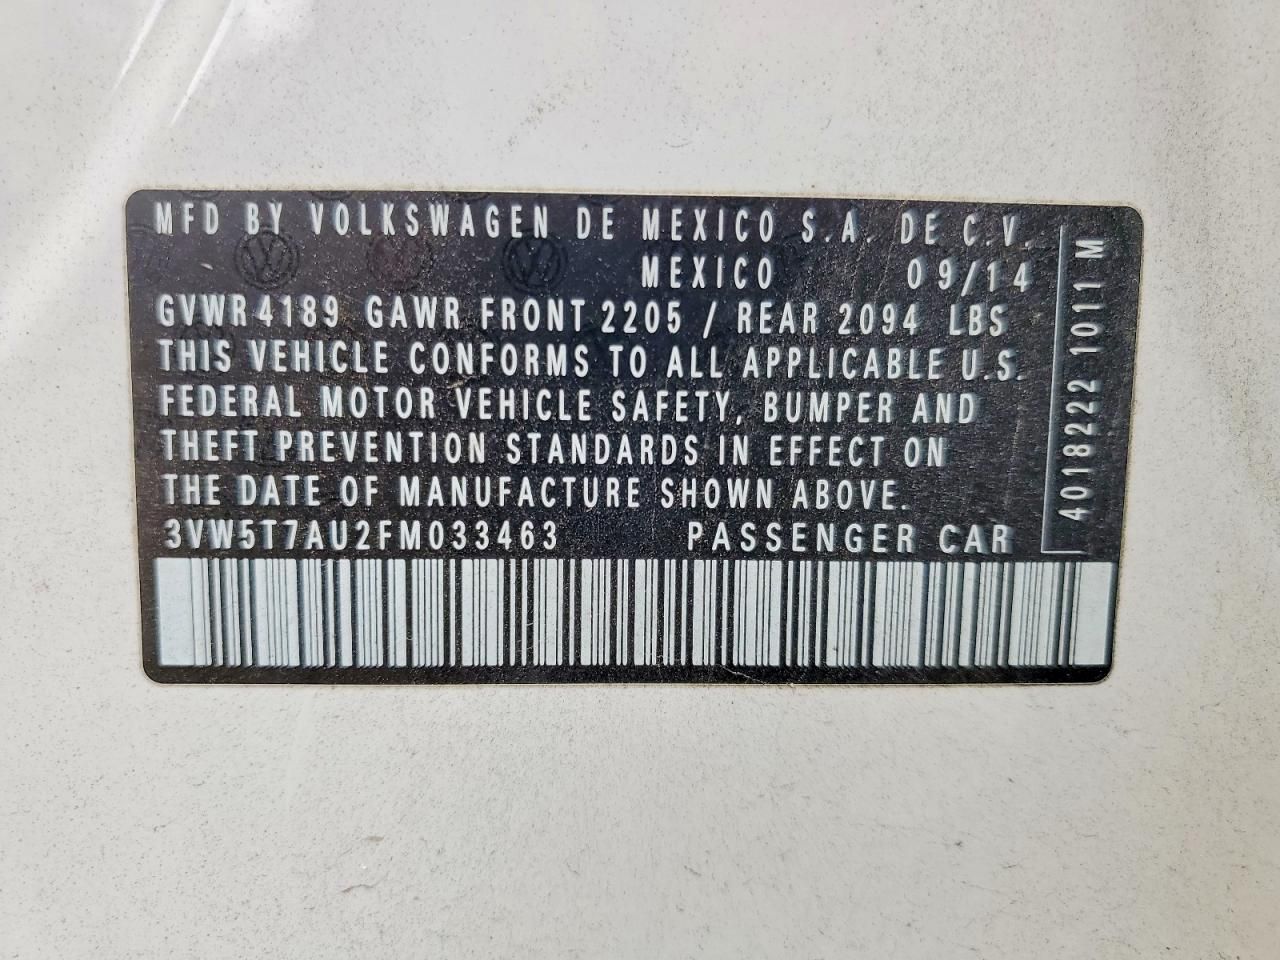 MFD BY VOLKSWAGEN DE MEXICO S.A. DE C.V.
MEXICO 09/14
GVWR 4189 GAWR FRONT 2205 / REAR 2094 LBS
THIS VEHICLE CONFORMS TO ALL APPLICABLE U.S.
FEDERAL MOTOR VEHICLE SAFETY, BUMPER AND
THEFT PREVENTION STANDARDS IN EFFECT ON
THE DATE OF MANUFACTURE SHOWN ABOVE.
3VW5T7AU2FM033463 PASSENGER CAR
4018222 1011 M